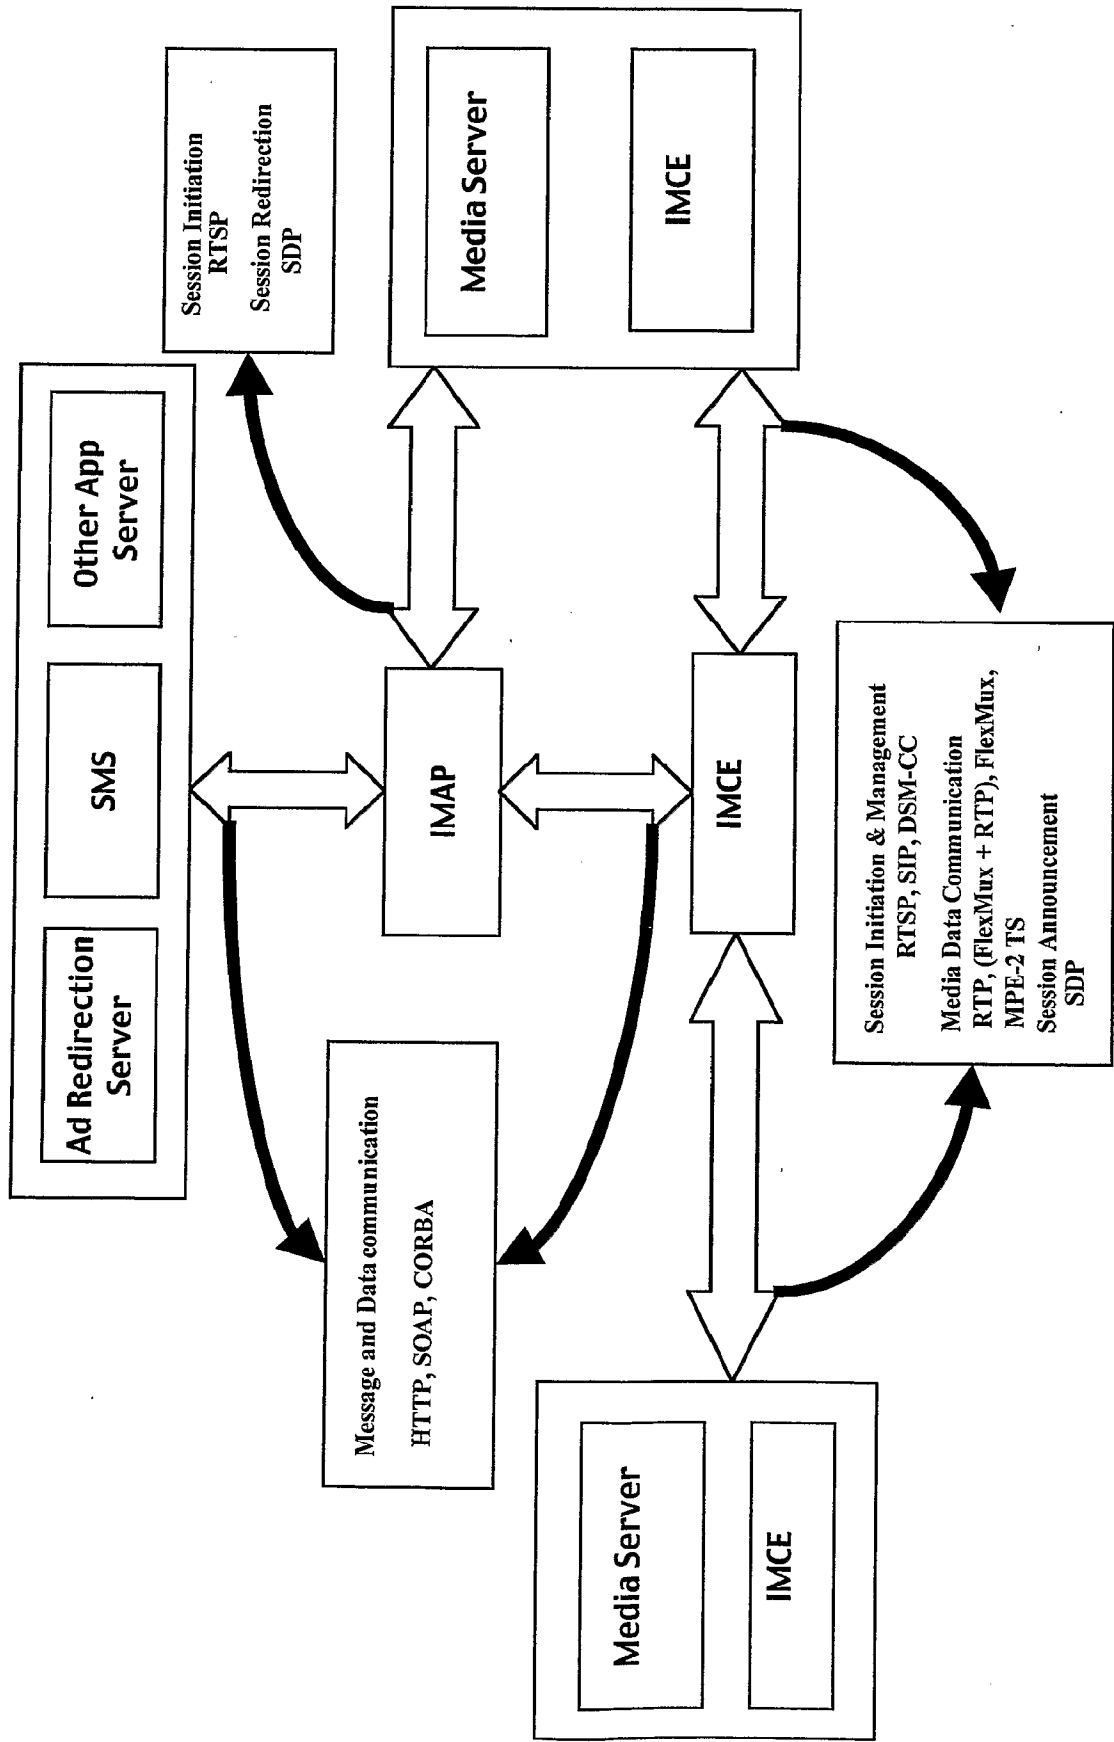 Ad Redirection
Server
SMS
Other App
Server
Session Initiation
RTSP
Session Redirection
SDP
Message and Data communication
HTTP, SOAP, CORBA
IMAP
Media Server
IMCE
Media Server
IMCE
IMCE
Session Initiation & Management
RTSP, SIP, DSM-CC
Media Data Communication
RTP, (FlexMux + RTP), FlexMux,
MPE-2 TS
Session Announcement
SDP